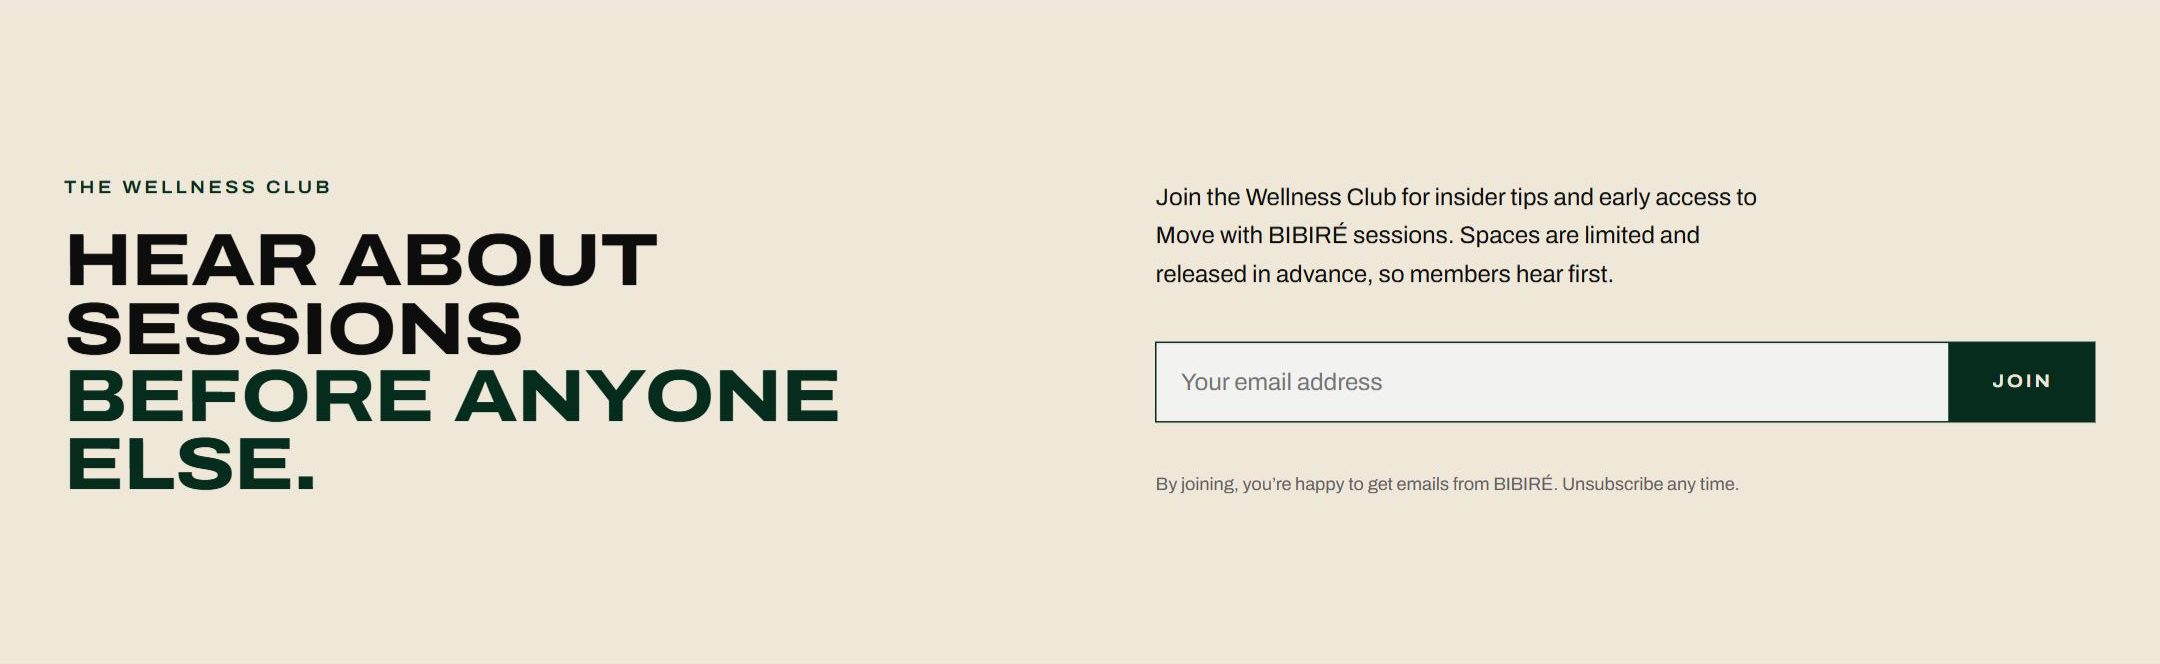 THE WELLNESS CLUB
HEAR ABOUT
SESSIONS
BEFORE ANYONE
ELSE.
Join the Wellness Club for insider tips and early access to
Move with BIBIRÉ sessions. Spaces are limited and
released in advance, so members hear first.
Your email address
JOIN
By joining, you’re happy to get emails from BIBIRÉ. Unsubscribe any time.